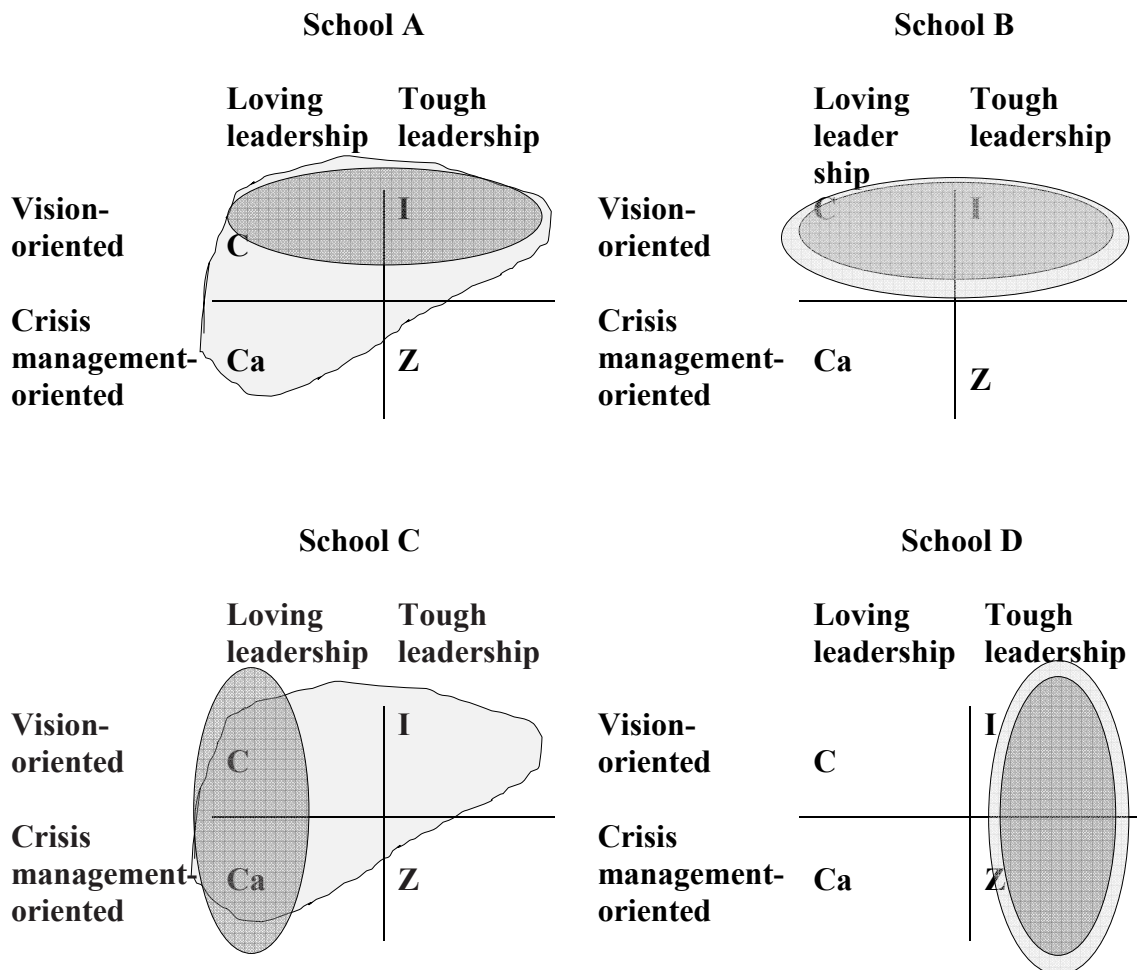 School A
Loving
leadership
Tough
leadership
Vision-
oriented
I
C
Crisis
management-
oriented
Ca
Z
School B
Loving
leader
ship
Tough
leadership
Vision-
oriented
C
I
Crisis
management-
oriented
Ca
Z
School C
Loving
leadership
Tough
leadership
Vision-
oriented
I
C
Crisis
management-
oriented
Ca
Z
School D
Loving
leadership
Tough
leadership
Vision-
oriented
I
C
Crisis
management-
oriented
Ca
Z